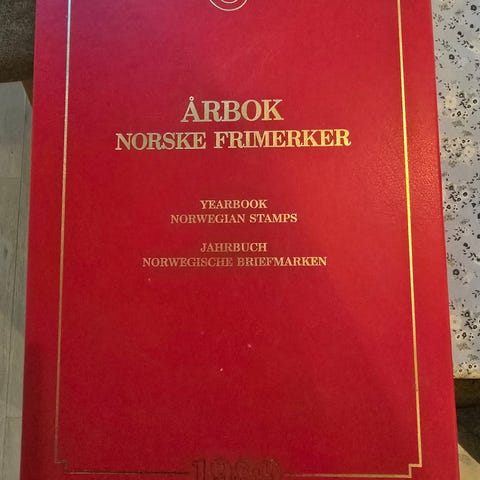 ÅRBOK
NORSKE FRIMERKER
YEARBOOK
NORWEGIAN STAMPS
JAHRBUCH
NORWEGISCHE BRIEFMARKEN